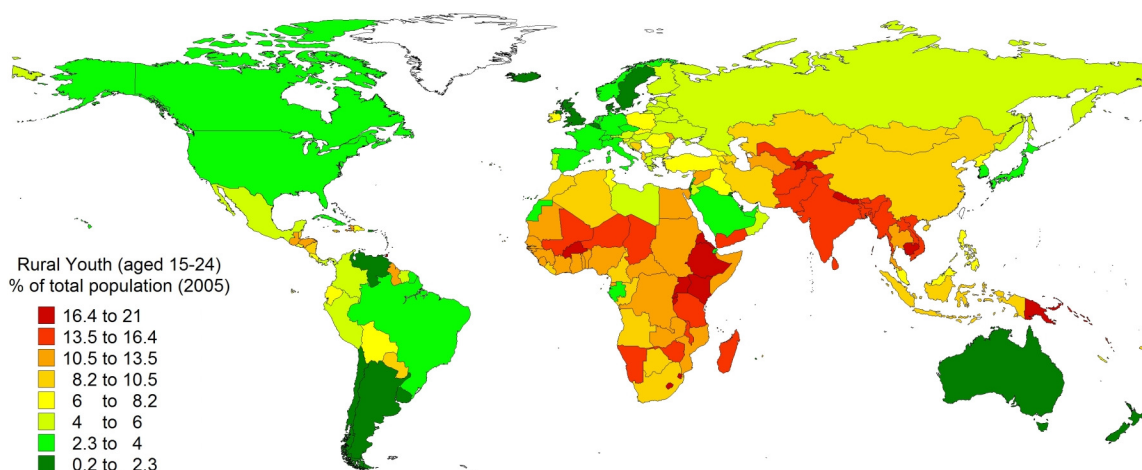 Rural Youth (aged 15-24)
% of total population (2005)
16.4 to 21
13.5 to 16.4
10.5 to 13.5
8.2 to 10.5
6 to 8.2
4 to 6
2.3 to 4
0.2 to 2.3